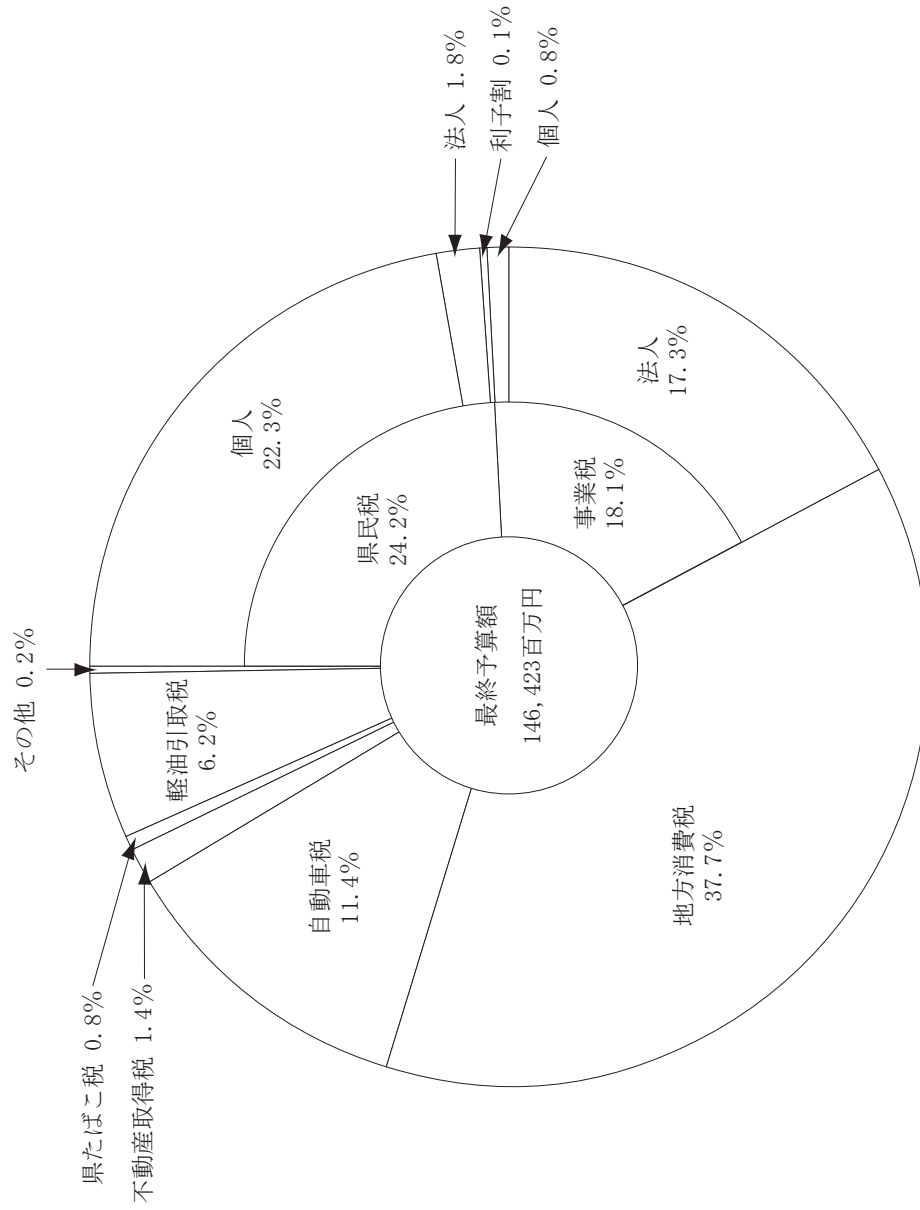 その他 0.2%
個人
22.3%
法人 1.8%
利子割 0.1%
個人 0.8%
県民税
24.2%
事業税
18.1%
法人
17.3%
最終予算額
146,423百万円
地方消費税
37.7%
自動車税
11.4%
不動産取得税 1.4%
県たばこ税 0.8%
軽油引取税
6.2%